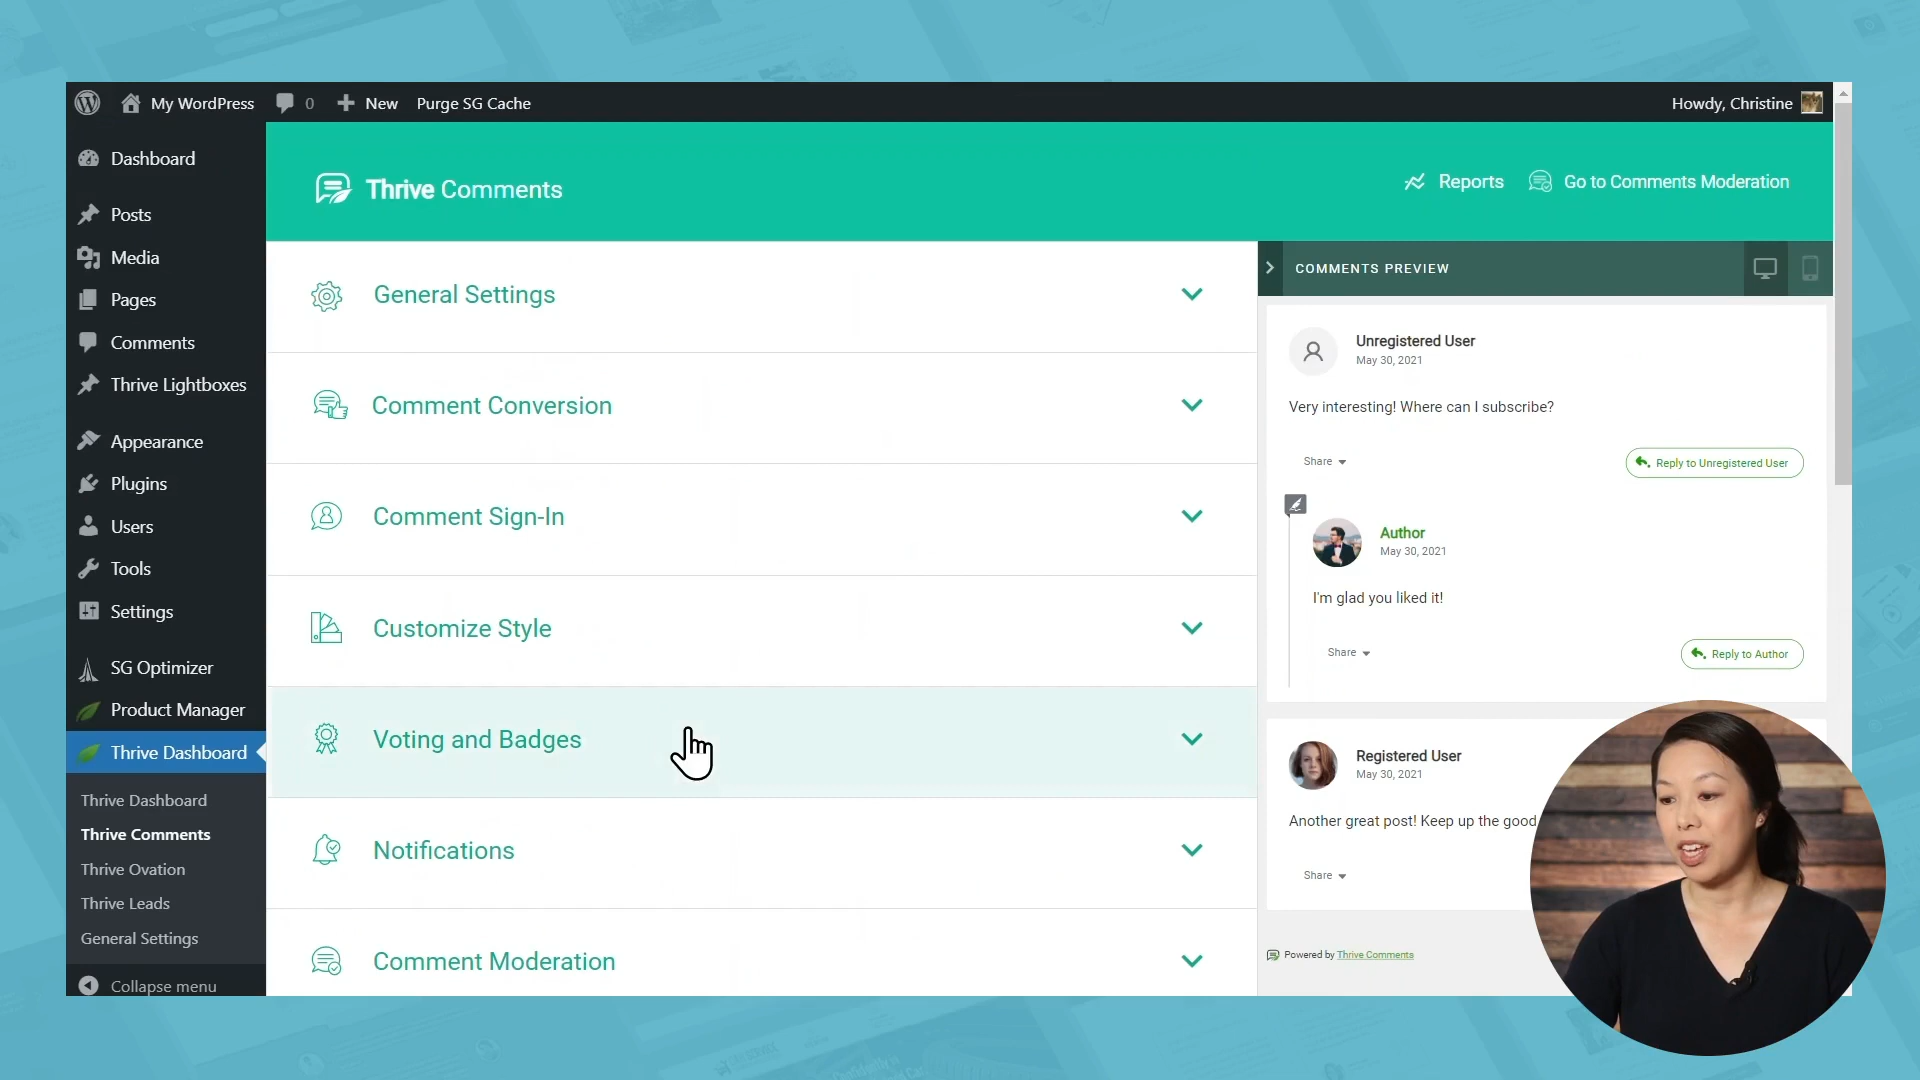 My WordPress
0
New
Purge SG Cache
Howdy, Christine
Dashboard
Posts
Media
Pages
Comments
Thrive Lightboxes
Appearance
Plugins
Users
Tools
Settings
SG Optimizer
Product Manager
Thrive Dashboard
Thrive Dashboard
Thrive Comments
Thrive Ovation
Thrive Leads
General Settings
Collapse menu
Thrive Comments
Reports
Go to Comments Moderation
General Settings
Comment Conversion
Comment Sign-In
Customize Style
Voting and Badges
Notifications
Comment Moderation
COMMENTS PREVIEW
Unregistered User
May 30, 2021
Very interesting! Where can I subscribe?
Share
Reply to Unregistered User
Author
May 30, 2021
I'm glad you liked it!
Share
Reply to Author
Registered User
May 30, 2021
Another great post! Keep up the good
Share
Powered by Thrive Comments